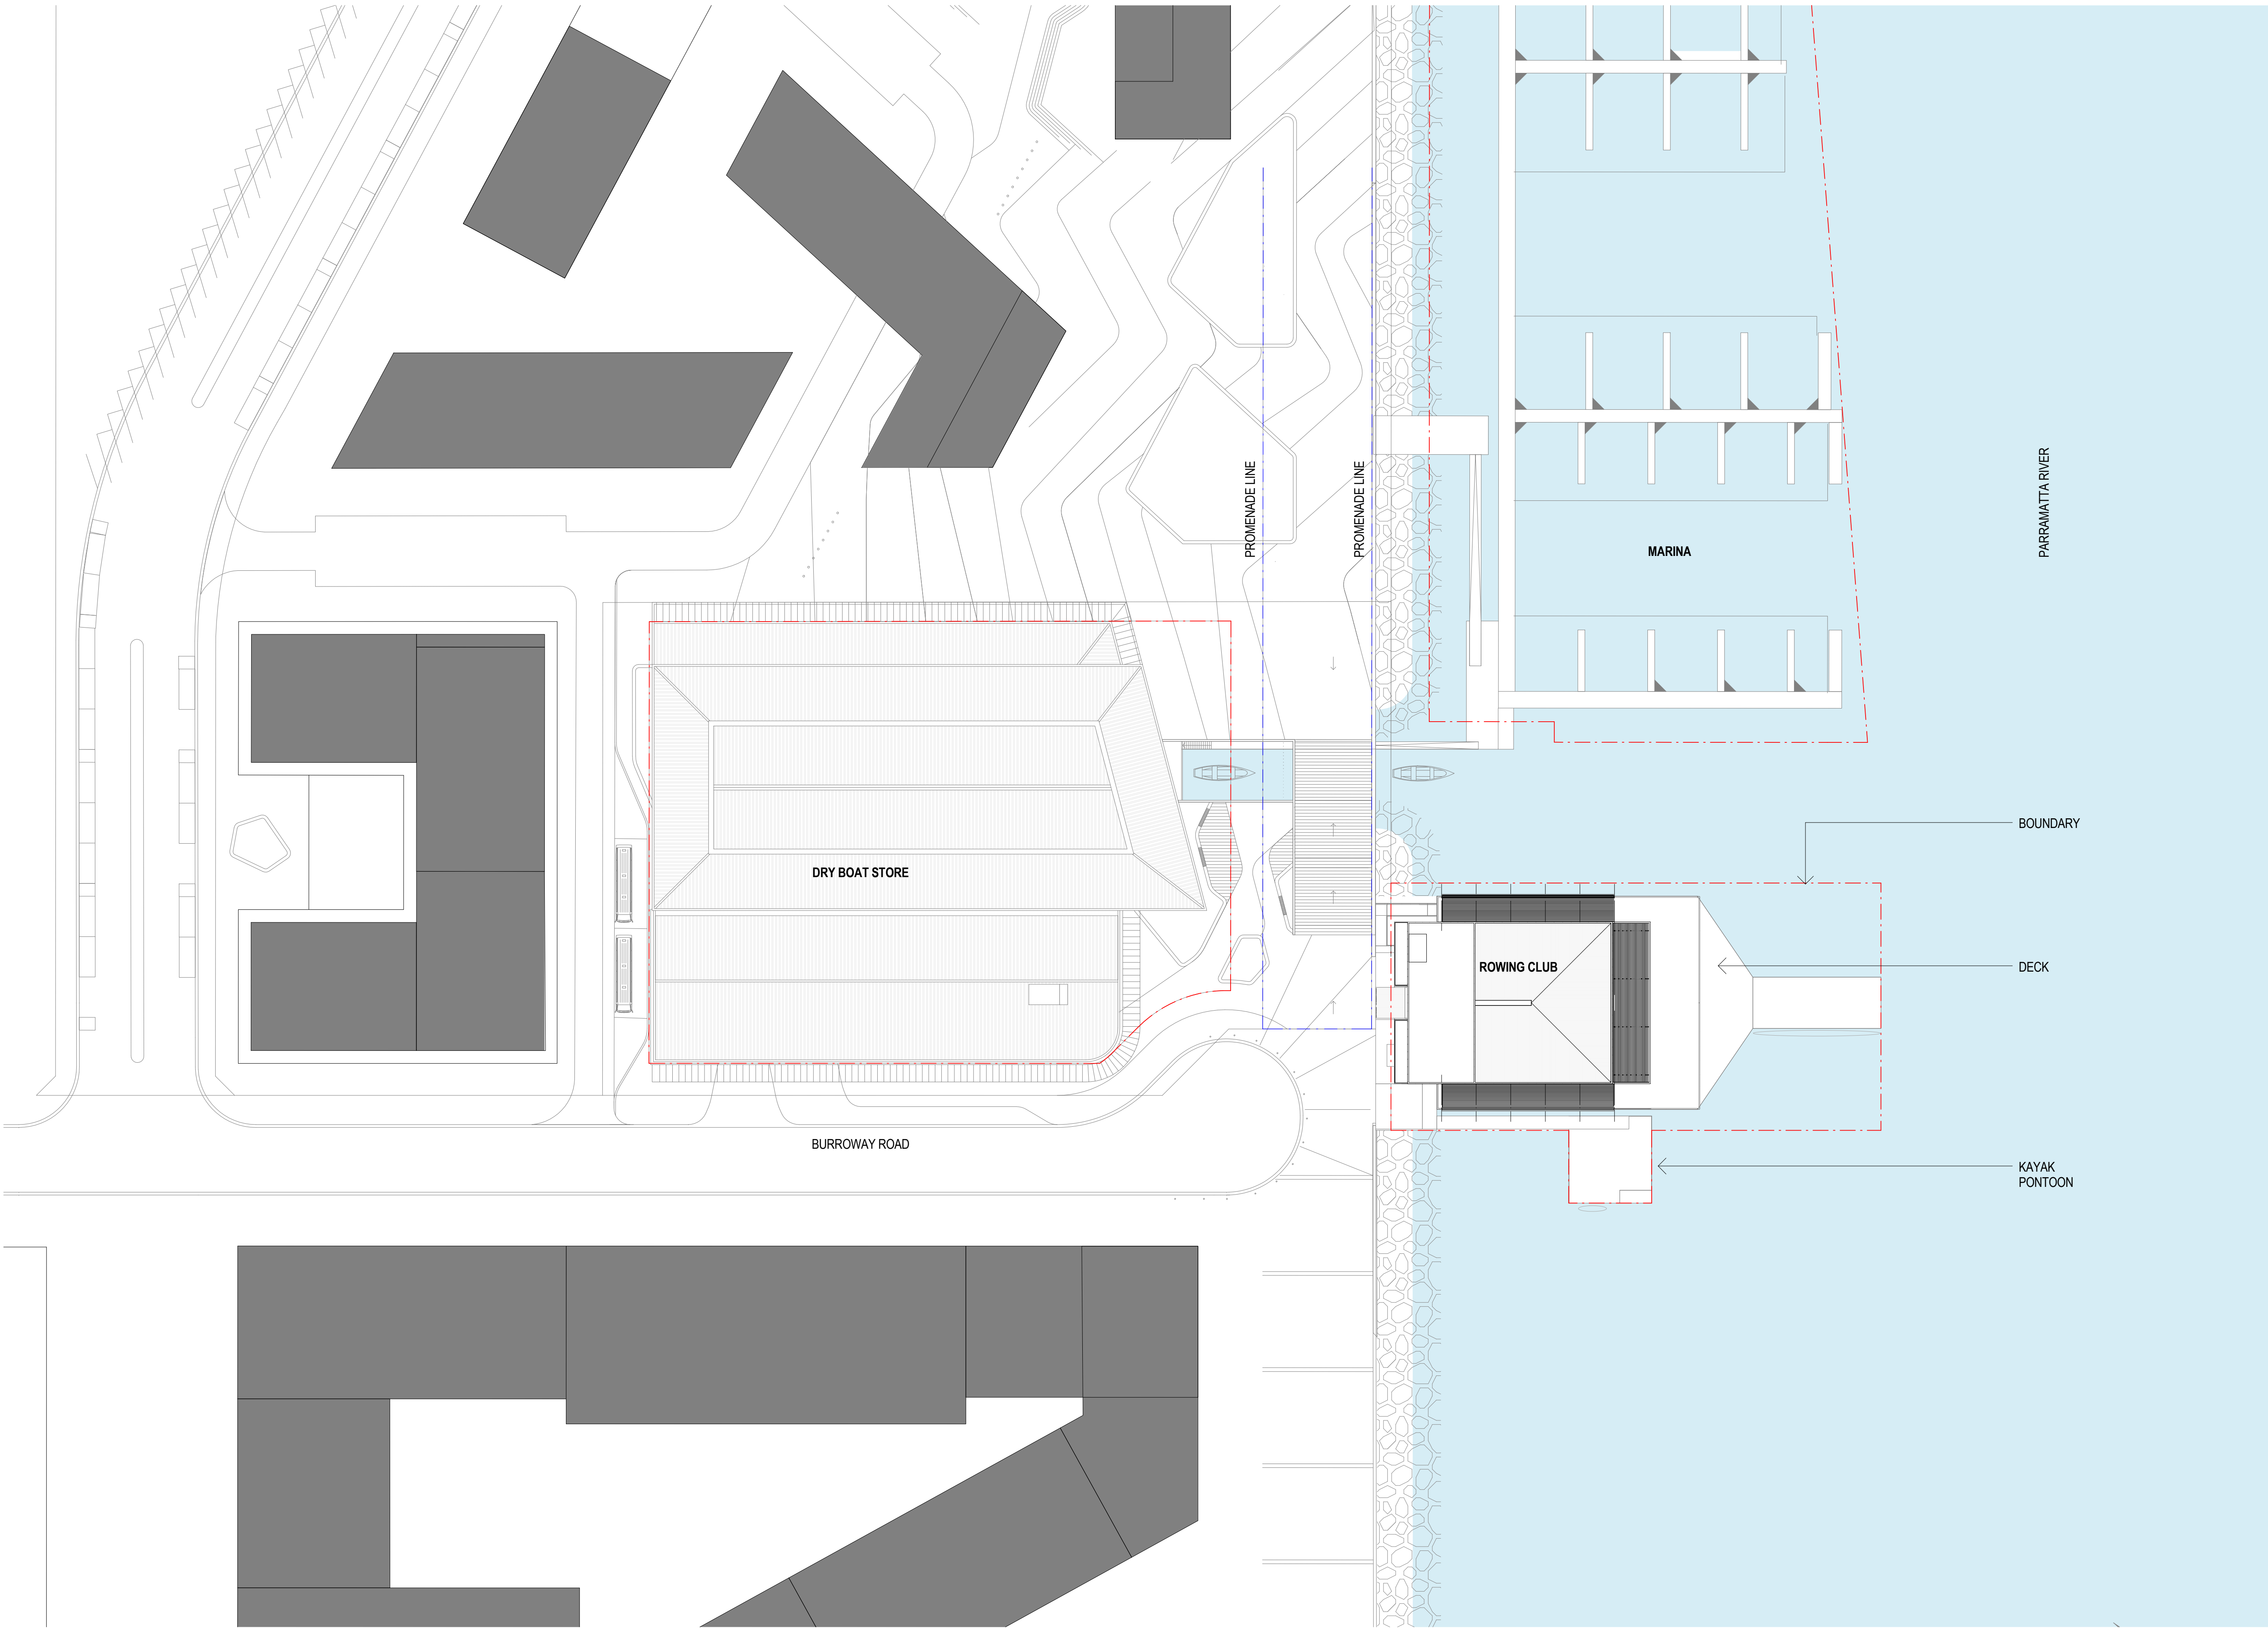 PROMENADE LINE
PROMENADE LINE
PARRAMATTA RIVER
MARINA
BOUNDARY
DRY BOAT STORE
ROWING CLUB
DECK
BURROWAY ROAD
KAYAK
PONTOON